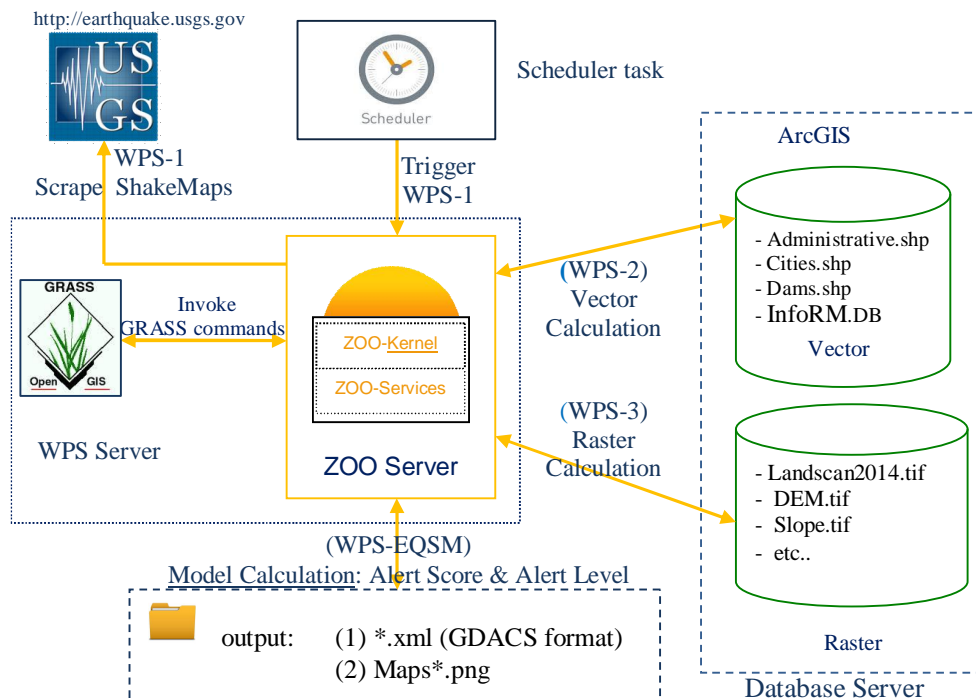 http://earthquake.usgs.gov
US
GS
Scheduler
Scheduler task
WPS-1
Scrape ShakeMaps
Trigger
WPS-1
ArcGIS
- Administrative.shp
- Cities.shp
- Dams.shp
- InfoRM.DB
Vector
(WPS-2)
Vector
Calculation
GRASS
Open GIS
Invoke
GRASS commands
ZOO-Kernel
ZOO-Services
ZOO Server
WPS Server
(WPS-3)
Raster
Calculation
- Landscan2014.tif
- DEM.tif
- Slope.tif
- etc..
Raster
Database Server
(WPS-EQSM)
Model Calculation: Alert Score & Alert Level
output: (1) *.xml (GDACS format)
(2) Maps*.png